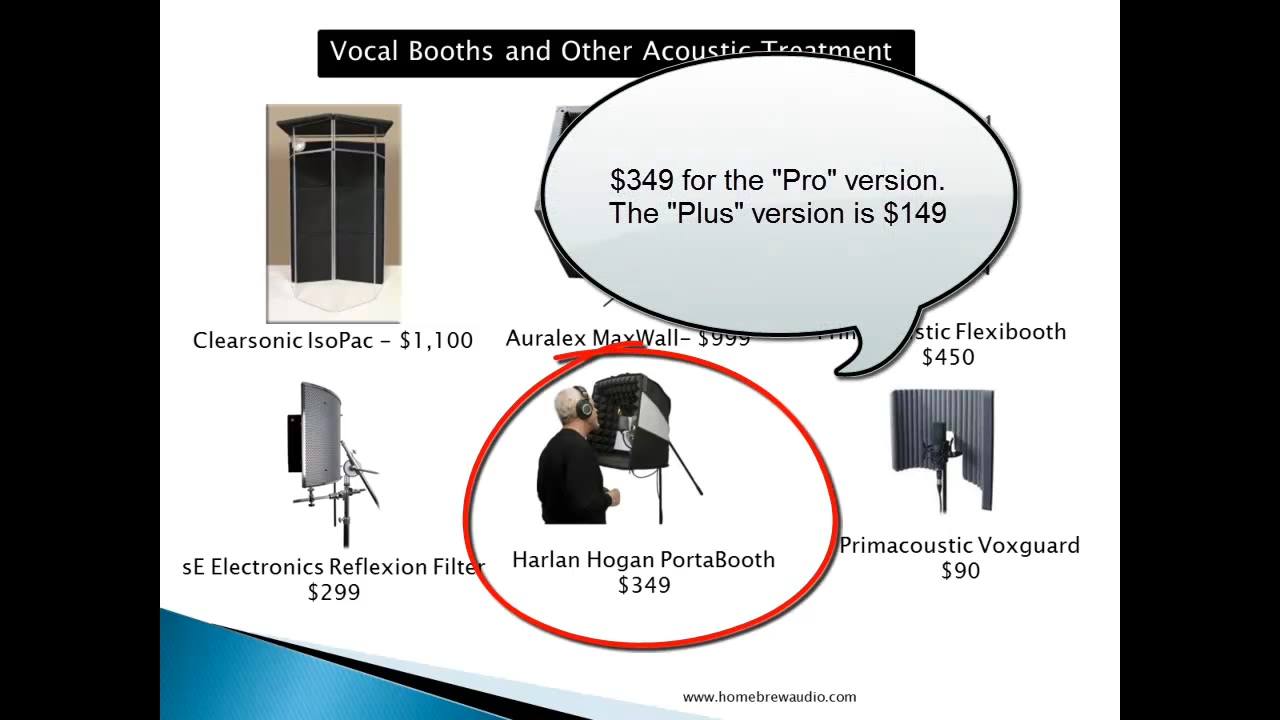 Vocal Booths and Other Acoustic Treatment
$349 for the "Pro" version.
The "Plus" version is $149
Clearsonic IsoPac - $1,100
Auralex MaxWall- $999
Flexibooth
$450
sE Electronics Reflexion Filter
$299
Harlan Hogan PortaBooth
$349
Primacoustic Voxguard
$90
www.homebrewaudio.com